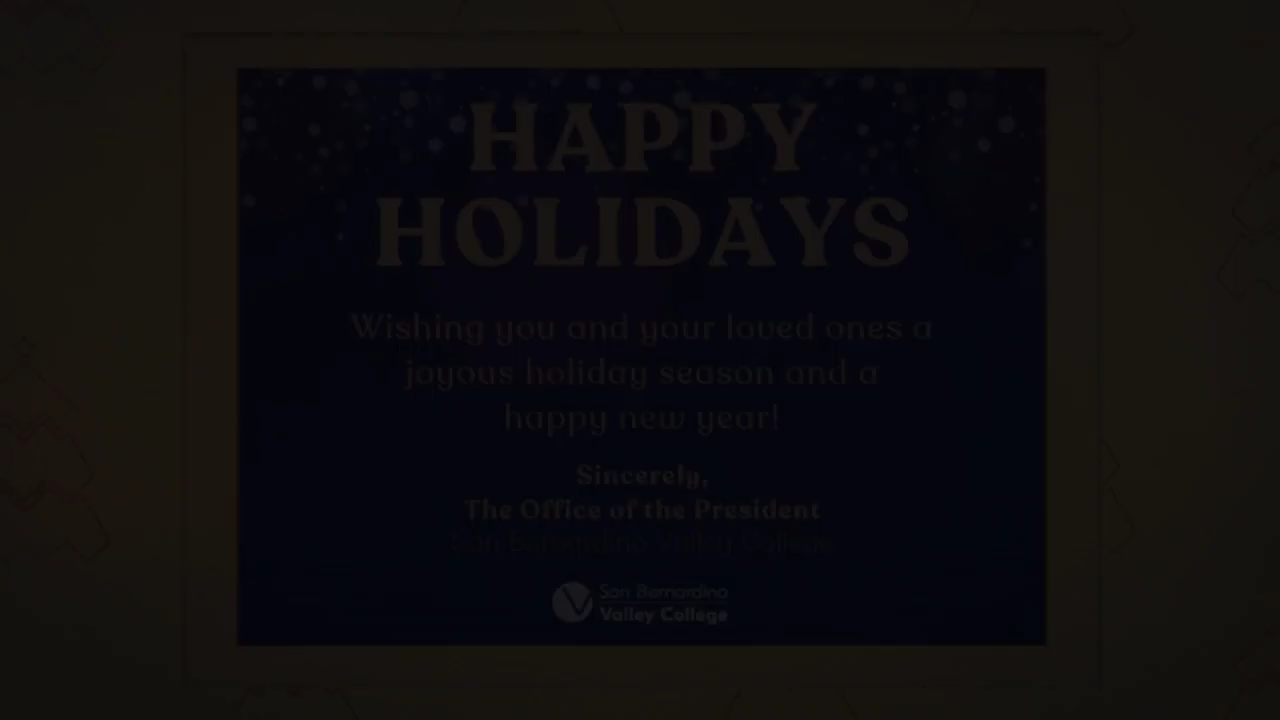 HAPPY
HOLIDAYS
Wishing you and your loved ones a
joyous holiday season and a
happy new year!
Sincerely,
The Office of the President
San Bernardino Valley College
San Bernardino
Valley College